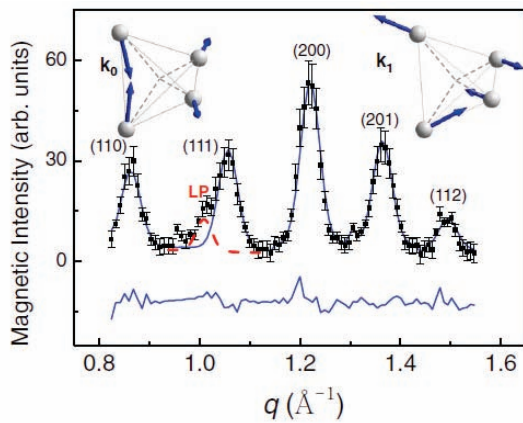 Magnetic Intensity (arb. units)
60
30
0
k₀
k₁
(110)
LP
(111)
(200)
(201)
(112)
0.8
1.0
1.2
1.4
1.6
q (Å⁻¹)